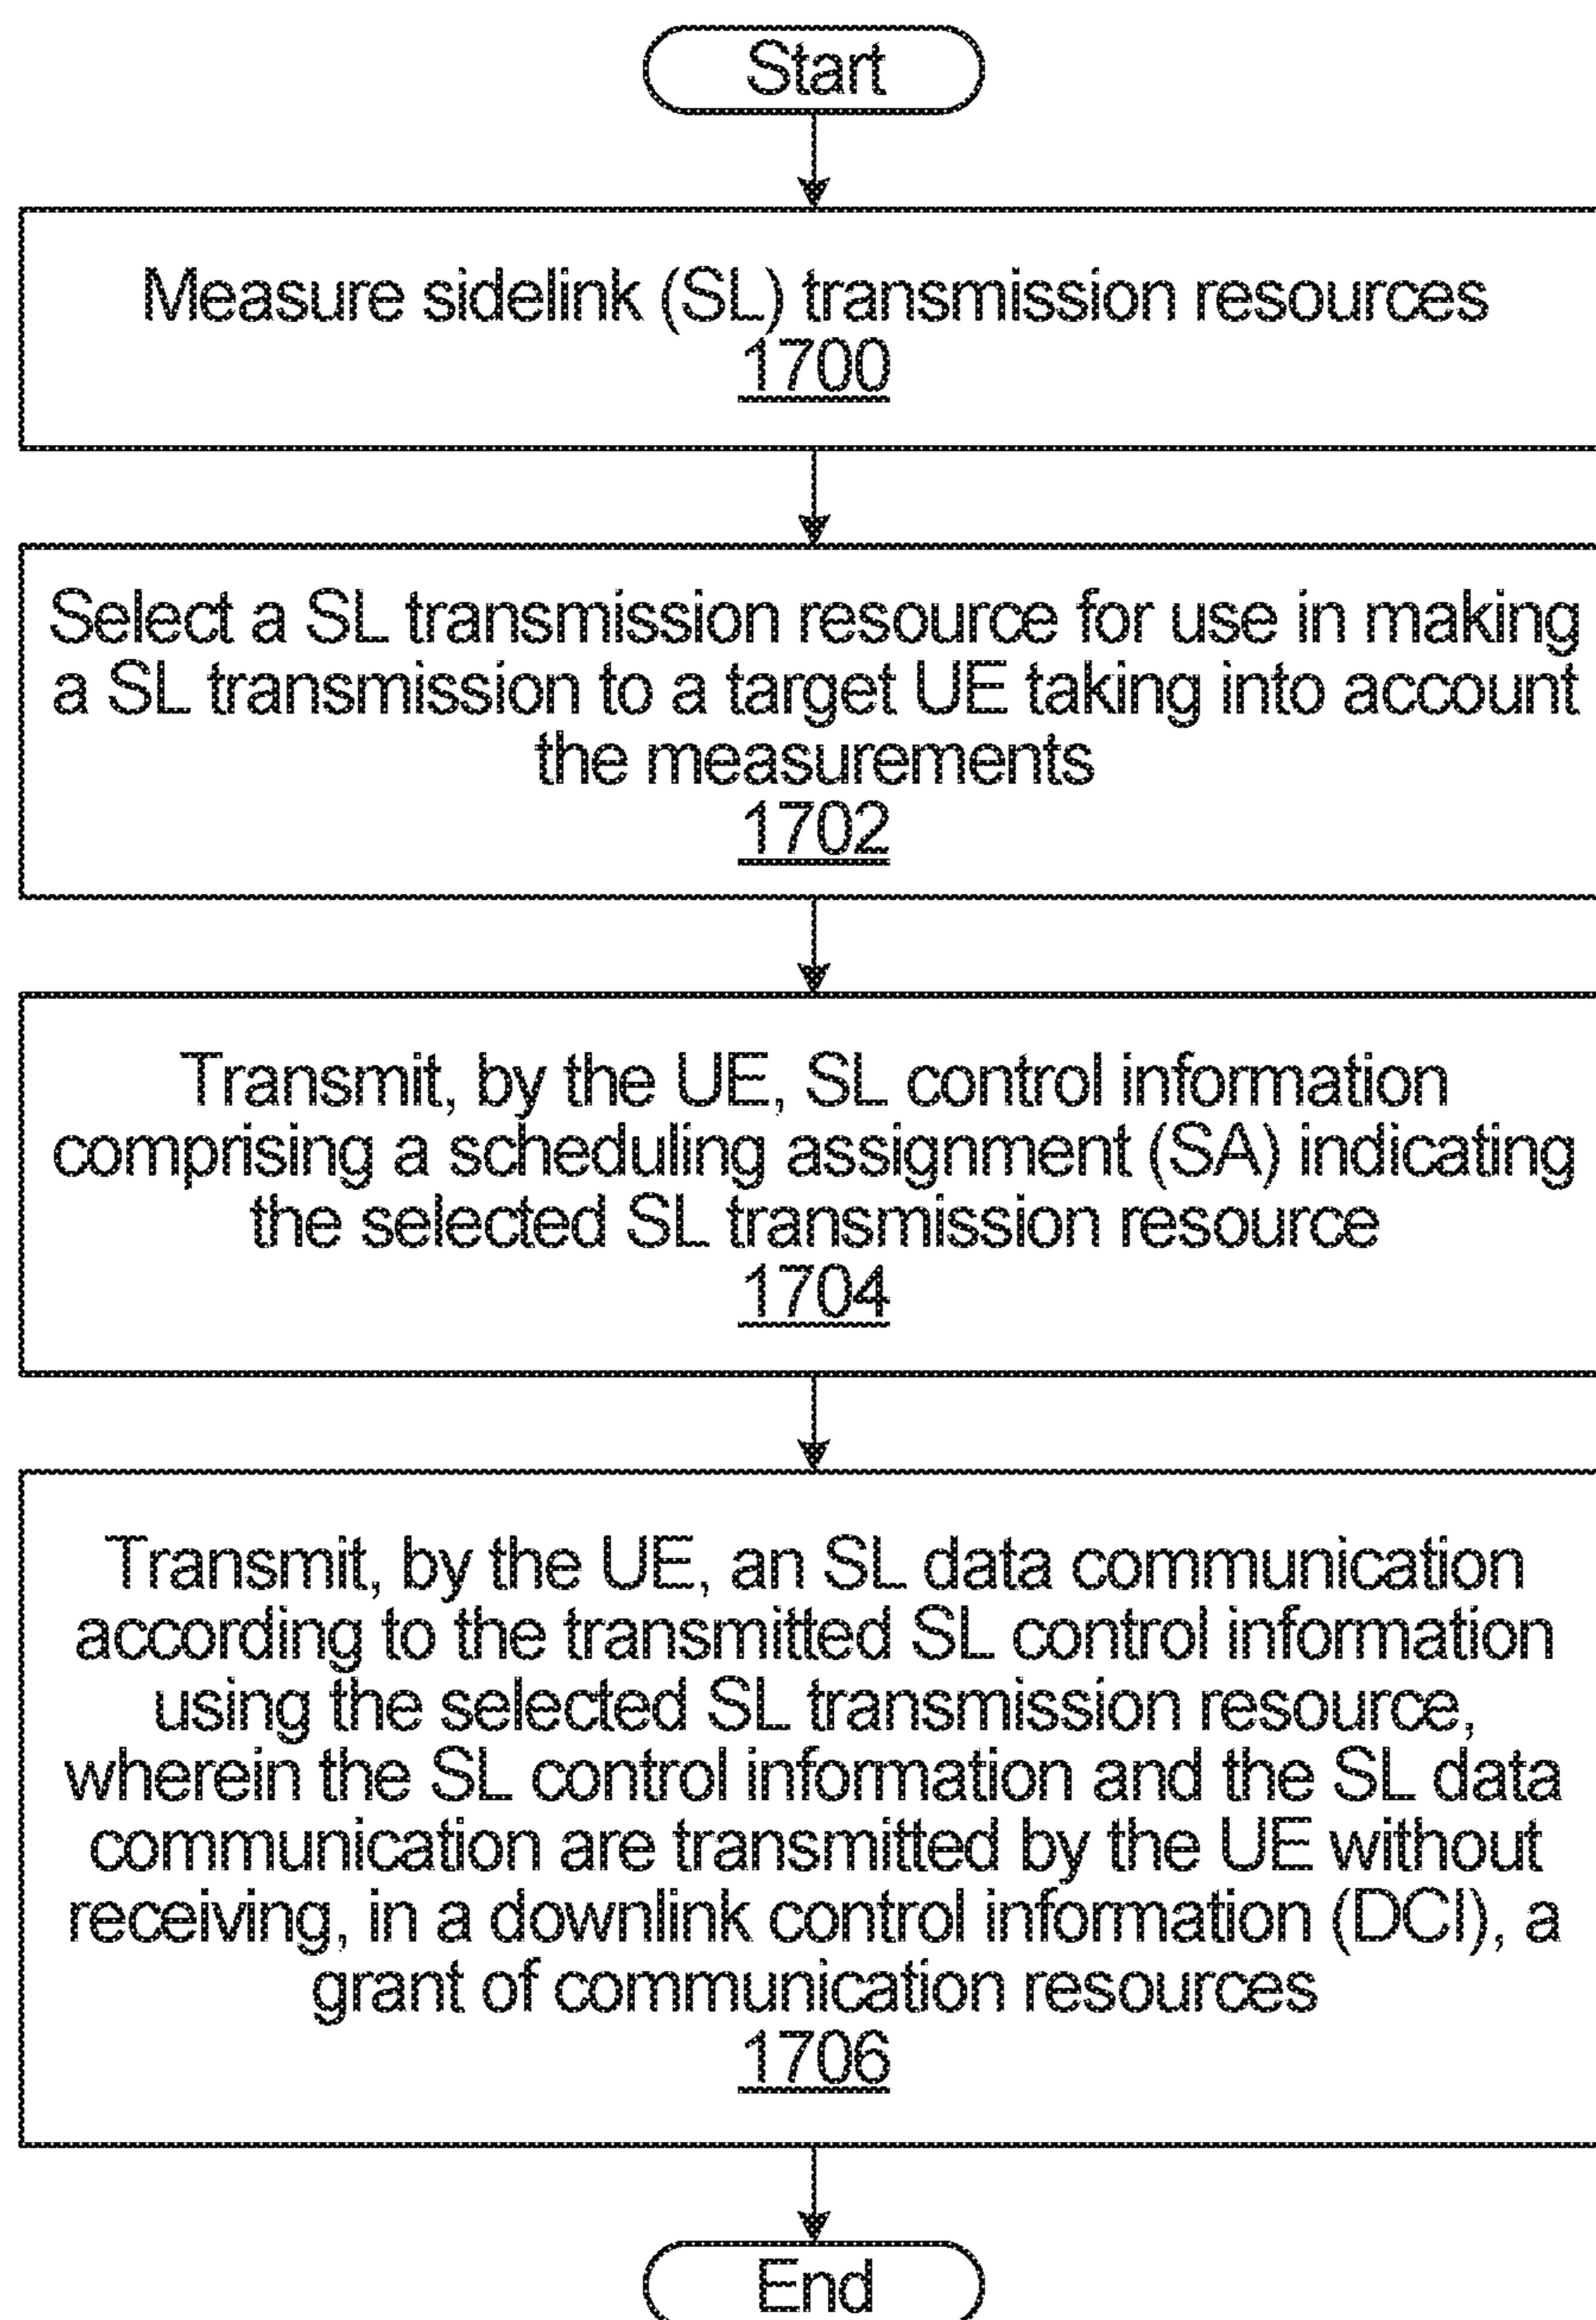 Start
Measure sidelink (SL) transmission resources
1700
Select a SL transmission resource for use in making
a SL transmission to a target UE taking into account
the measurements
1702
Transmit, by the UE, SL control information
comprising a scheduling assignment (SA) indicating
the selected SL transmission resource
1704
Transmit, by the UE, an SL data communication
according to the transmitted SL control information
using the selected SL transmission resource,
wherein the SL control information and the SL data
communication are transmitted by the UE without
receiving, in a downlink control information (DCI), a
grant of communication resources
1706
End